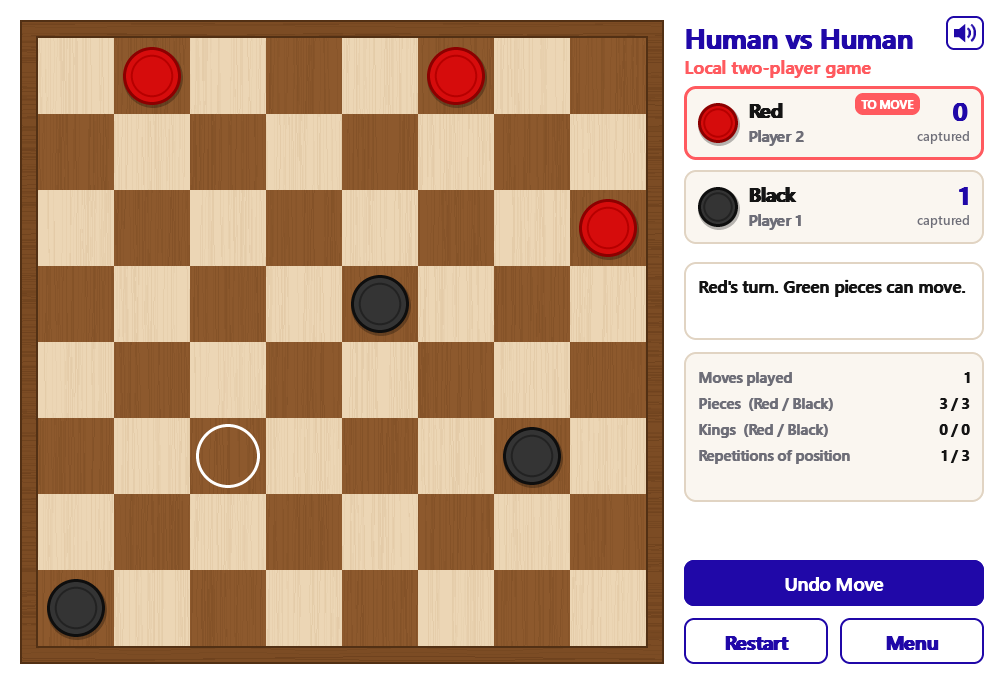 Human vs Human
Local two-player game
Red
TO MOVE
0
Player 2
captured
Black
1
Player 1
captured
Red's turn. Green pieces can move.
Moves played 1
Pieces (Red / Black) 3 / 3
Kings (Red / Black) 0 / 0
Repetitions of position 1 / 3
Undo Move
Restart
Menu